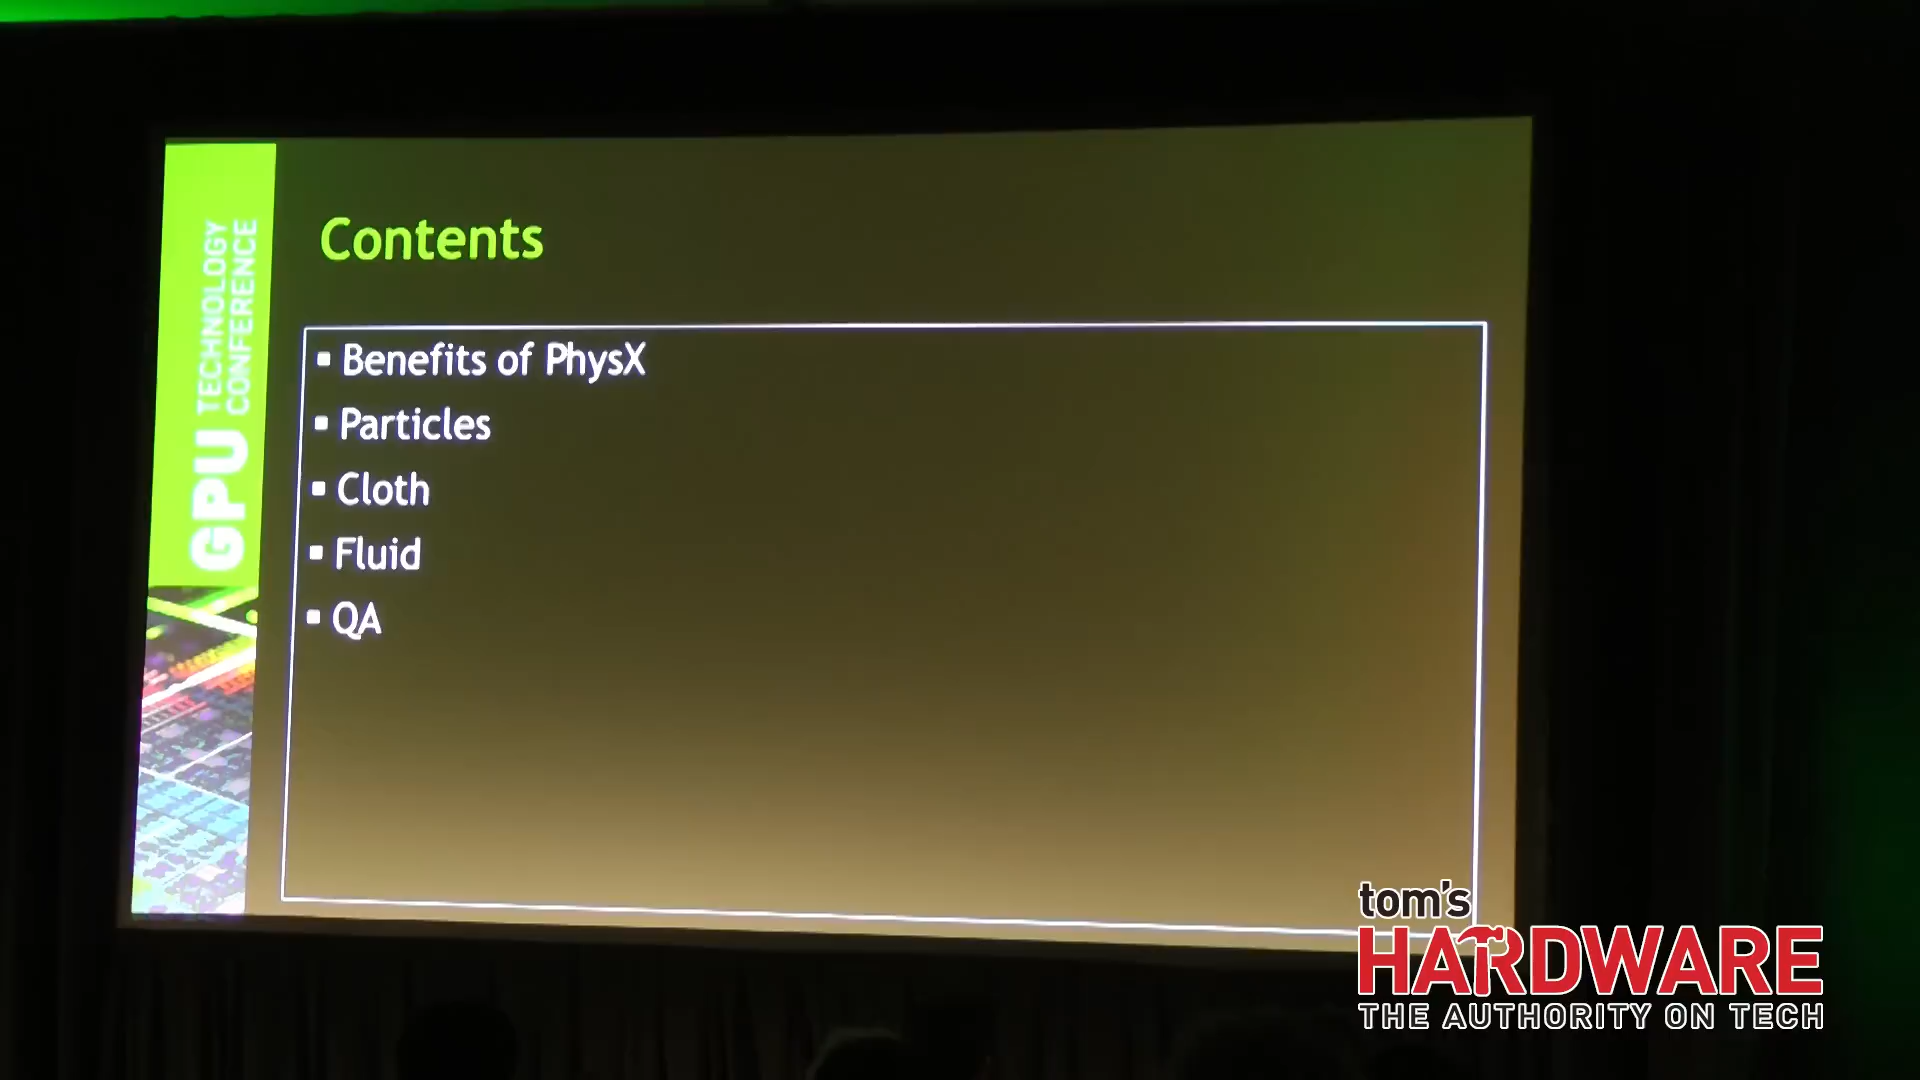 GPU TECHNOLOGY
CONFERENCE
Contents
▪ Benefits of PhysX
▪ Particles
▪ Cloth
▪ Fluid
▪ QA
tom's
HARDWARE
THE AUTHORITY ON TECH